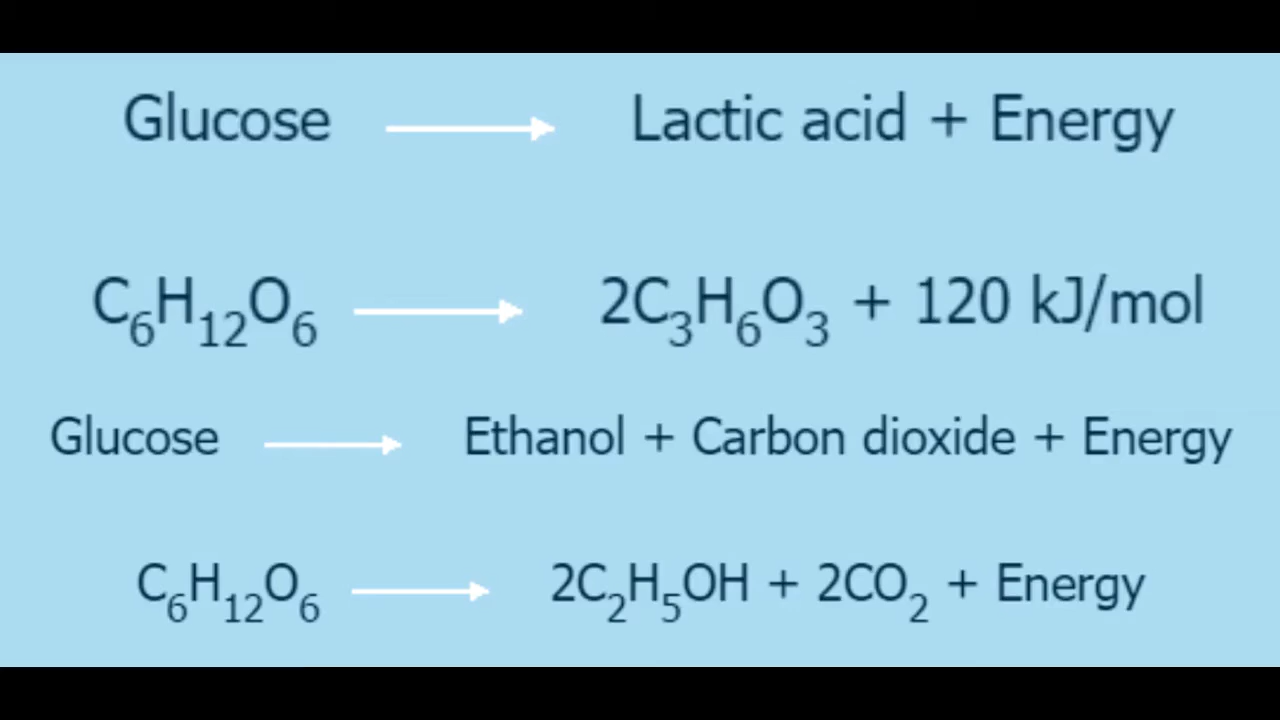 Glucose → Lactic acid + Energy
C₆H₁₂O₆ → 2C₃H₆O₃ + 120 kJ/mol
Glucose → Ethanol + Carbon dioxide + Energy
C₆H₁₂O₆ → 2C₂H₅OH + 2CO₂ + Energy